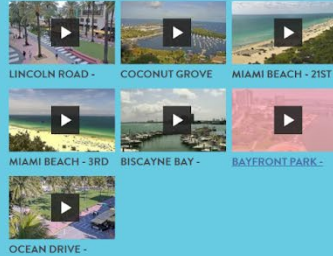 LINCOLN ROAD -
COCONUT GROVE
MIAMI BEACH - 21ST
MIAMI BEACH - 3RD
BISCAYNE BAY -
BAYFRONT PARK -
OCEAN DRIVE -